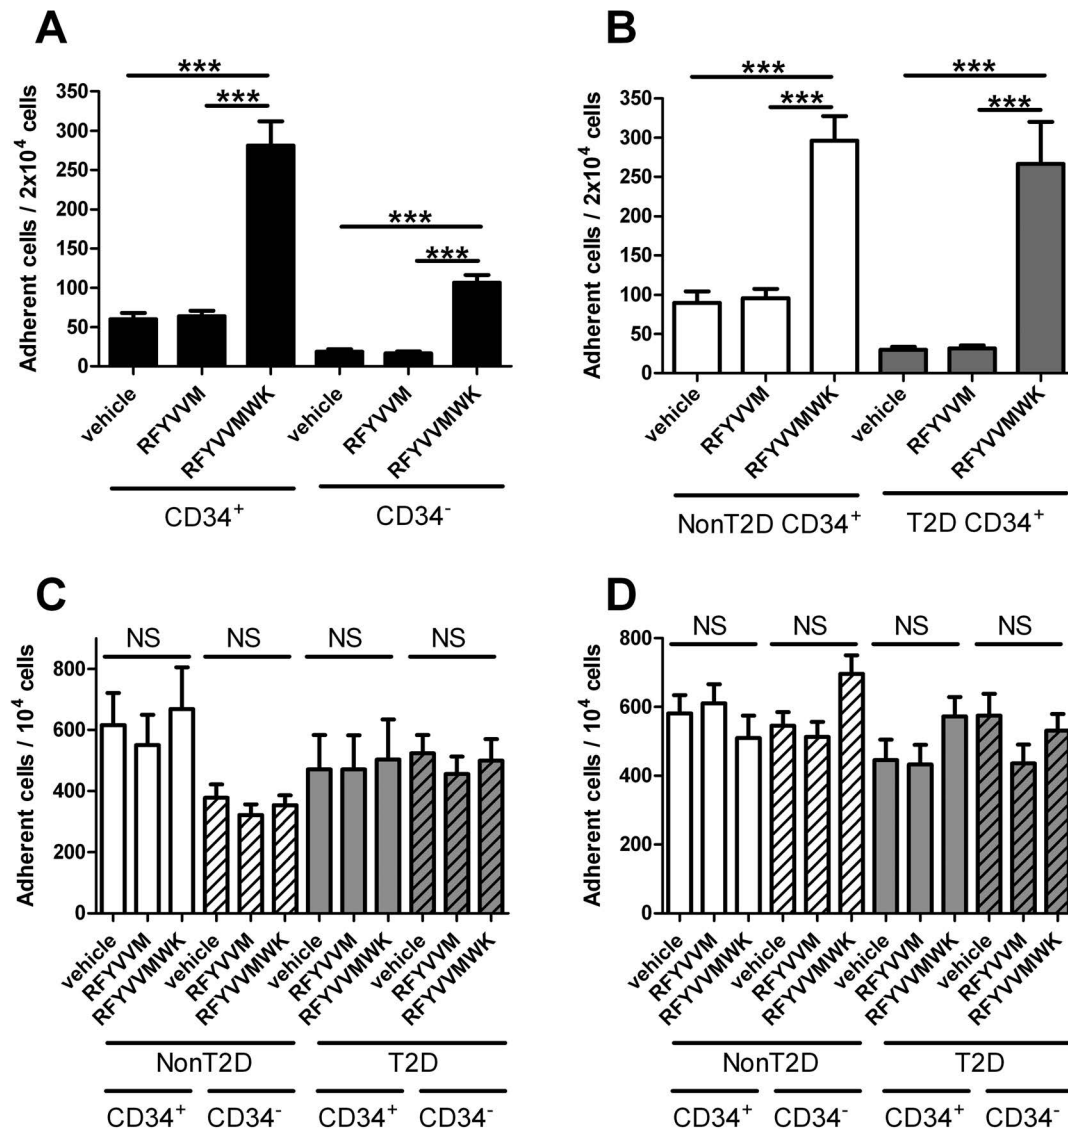 A
***
***
***
***
Adherent cells / 2x10⁴ cells
350
300
250
200
150
100
50
0
vehicle
RFYVVM
RFYVVMWK
vehicle
RFYVVM
RFYVVMWK
CD34⁺
CD34⁻
B
***
***
***
***
Adherent cells / 2x10⁴ cells
350
300
250
200
150
100
50
0
vehicle
RFYVVM
RFYVVMWK
vehicle
RFYVVM
RFYVVMWK
NonT2D CD34⁺
T2D CD34⁺
C
NS
NS
NS
NS
Adherent cells / 10⁴ cells
800
600
400
200
0
vehicle
RFYVVM
RFYVVMWK
vehicle
RFYVVM
RFYVVMWK
vehicle
RFYVVM
RFYVVMWK
vehicle
RFYVVM
RFYVVMWK
NonT2D
T2D
CD34⁺
CD34⁻
CD34⁺
CD34⁻
D
NS
NS
NS
NS
Adherent cells / 10⁴ cells
800
600
400
200
0
vehicle
RFYVVM
RFYVVMWK
vehicle
RFYVVM
RFYVVMWK
vehicle
RFYVVM
RFYVVMWK
vehicle
RFYVVM
RFYVVMWK
NonT2D
T2D
CD34⁺
CD34⁻
CD34⁺
CD34⁻